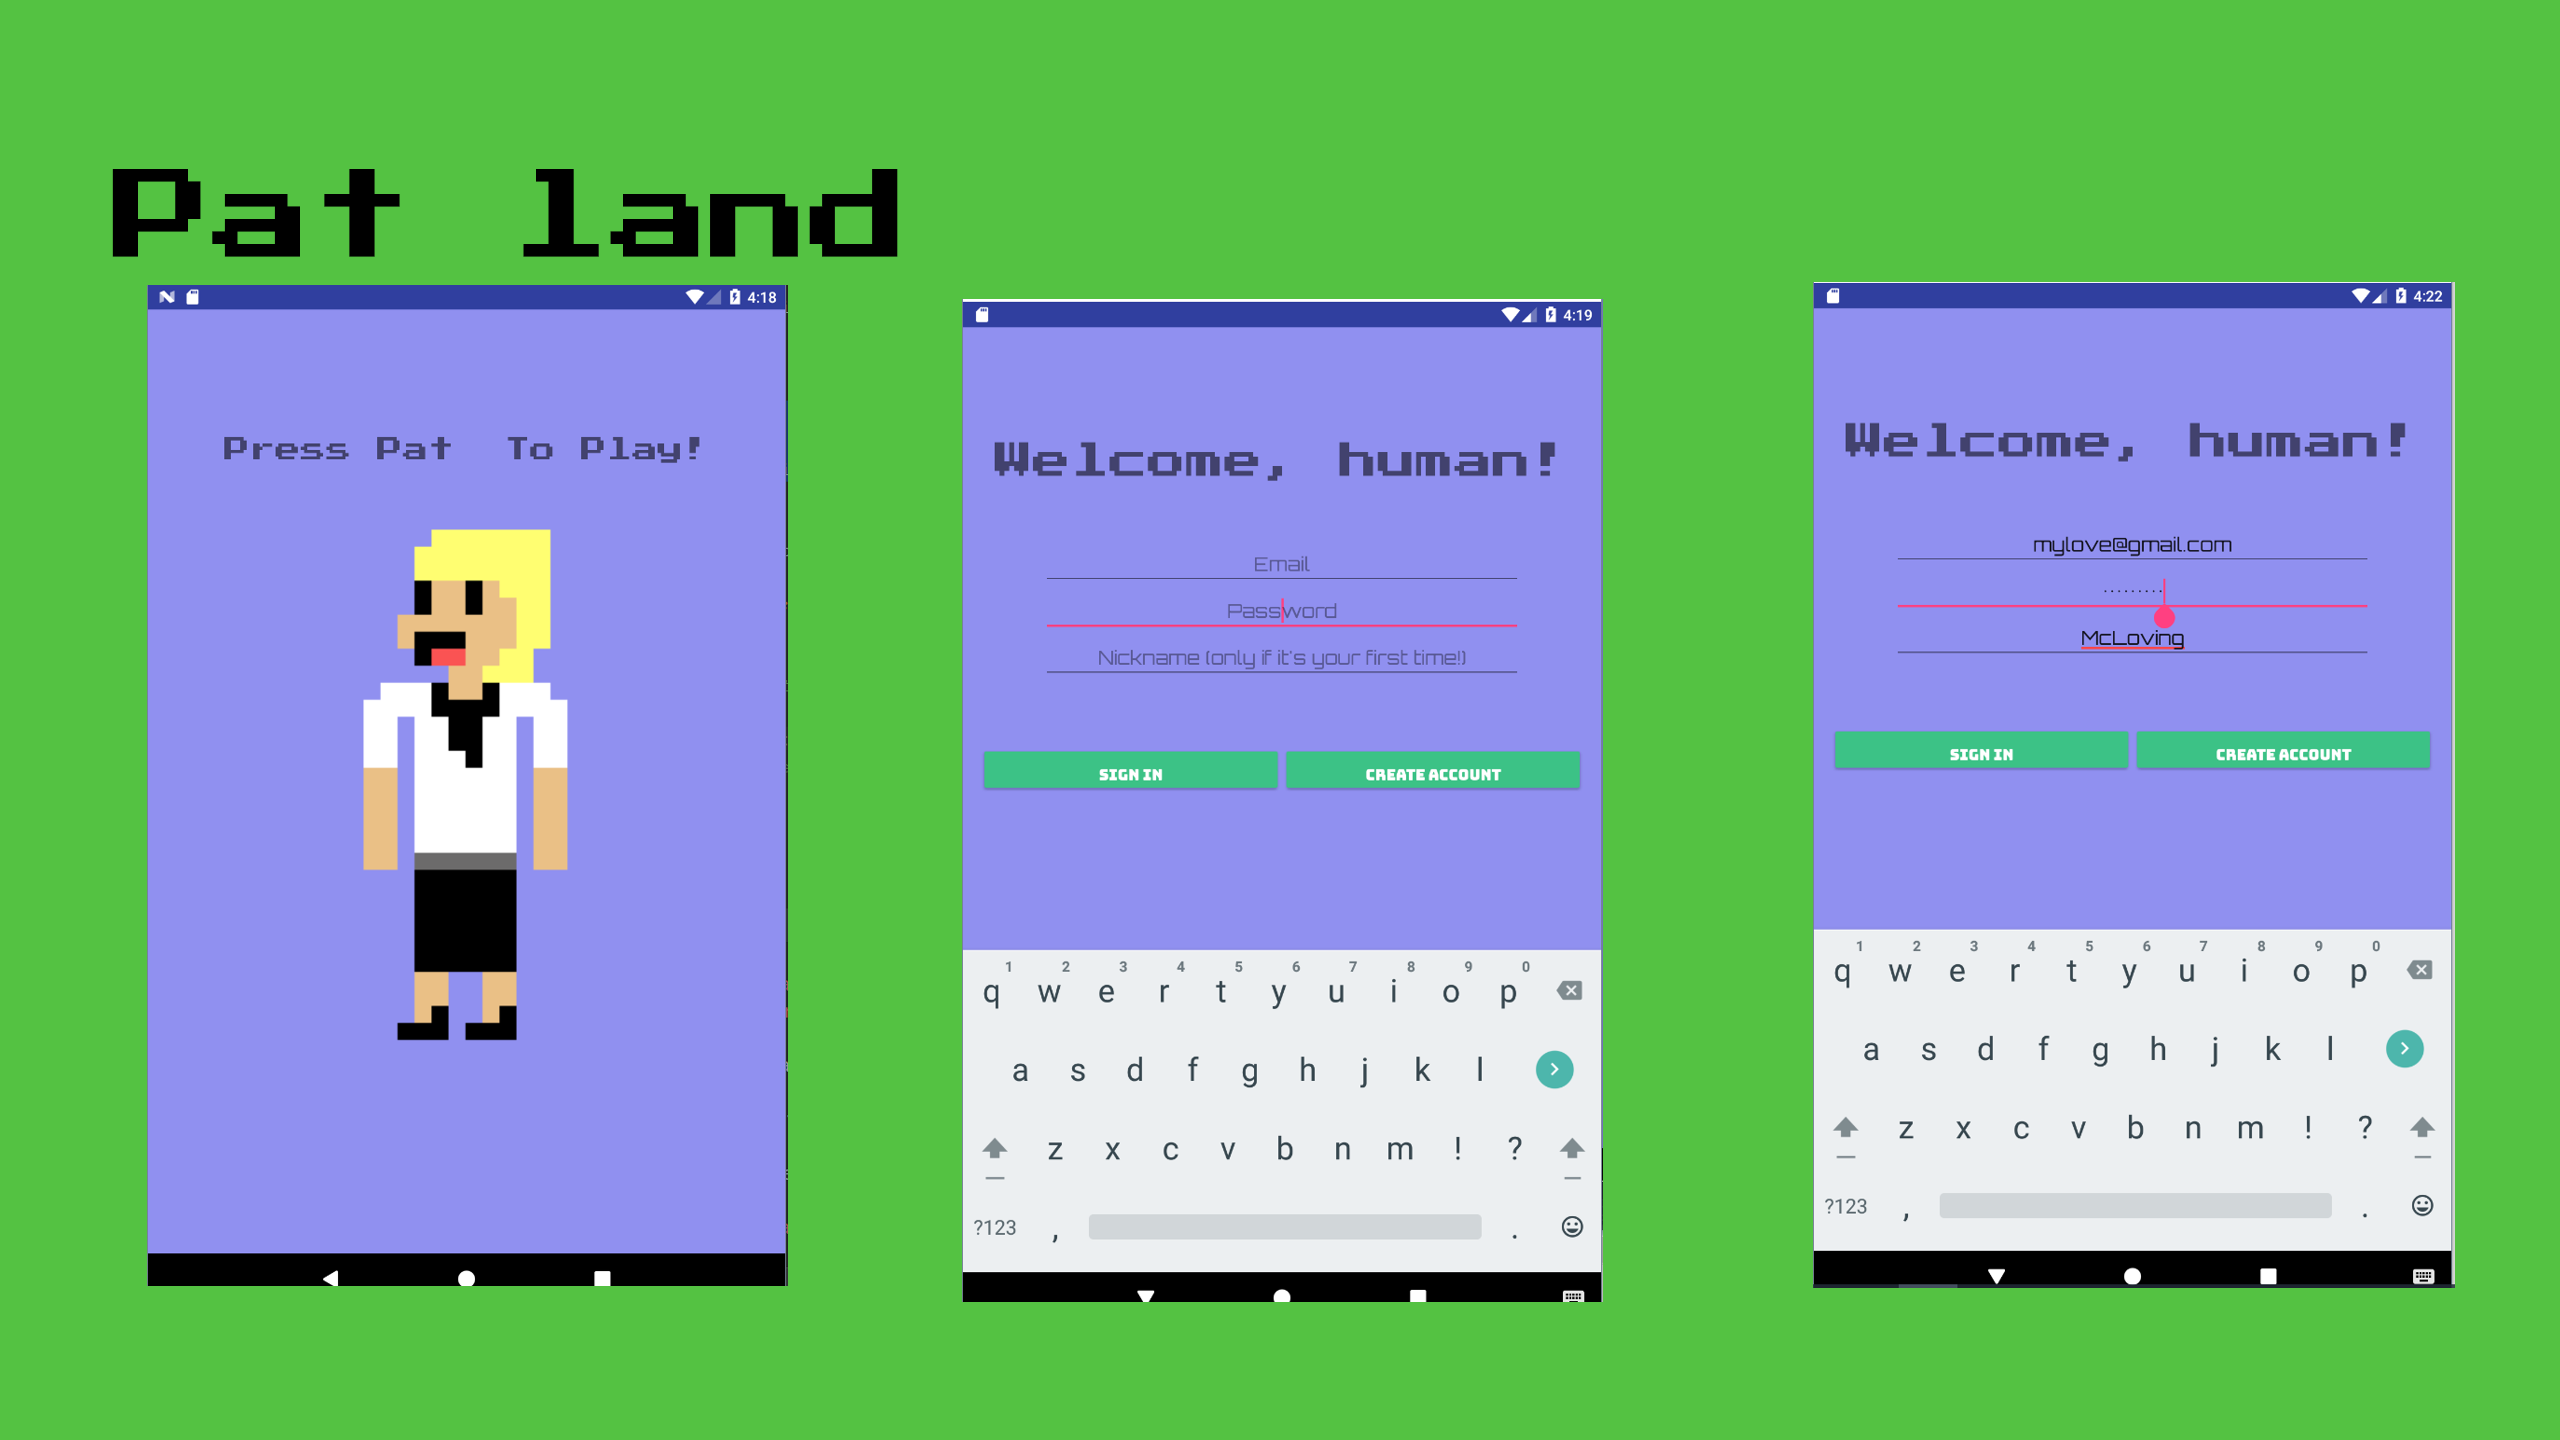 Pat land
4:18
Press Pat  To Play!
4:19
Welcome, human!
Email
Password
Nickname (only if it's your first time!)
SIGN IN
CREATE ACCOUNT
1 2 3 4 5 6 7 8 9 0
q w e r t y u i o p
a s d f g h j k l
z x c v b n m ! ?
?123 , .
4:22
Welcome, human!
mylove@gmail.com
.........
McLoving
SIGN IN
CREATE ACCOUNT
1 2 3 4 5 6 7 8 9 0
q w e r t y u i o p
a s d f g h j k l
z x c v b n m ! ?
?123 , .